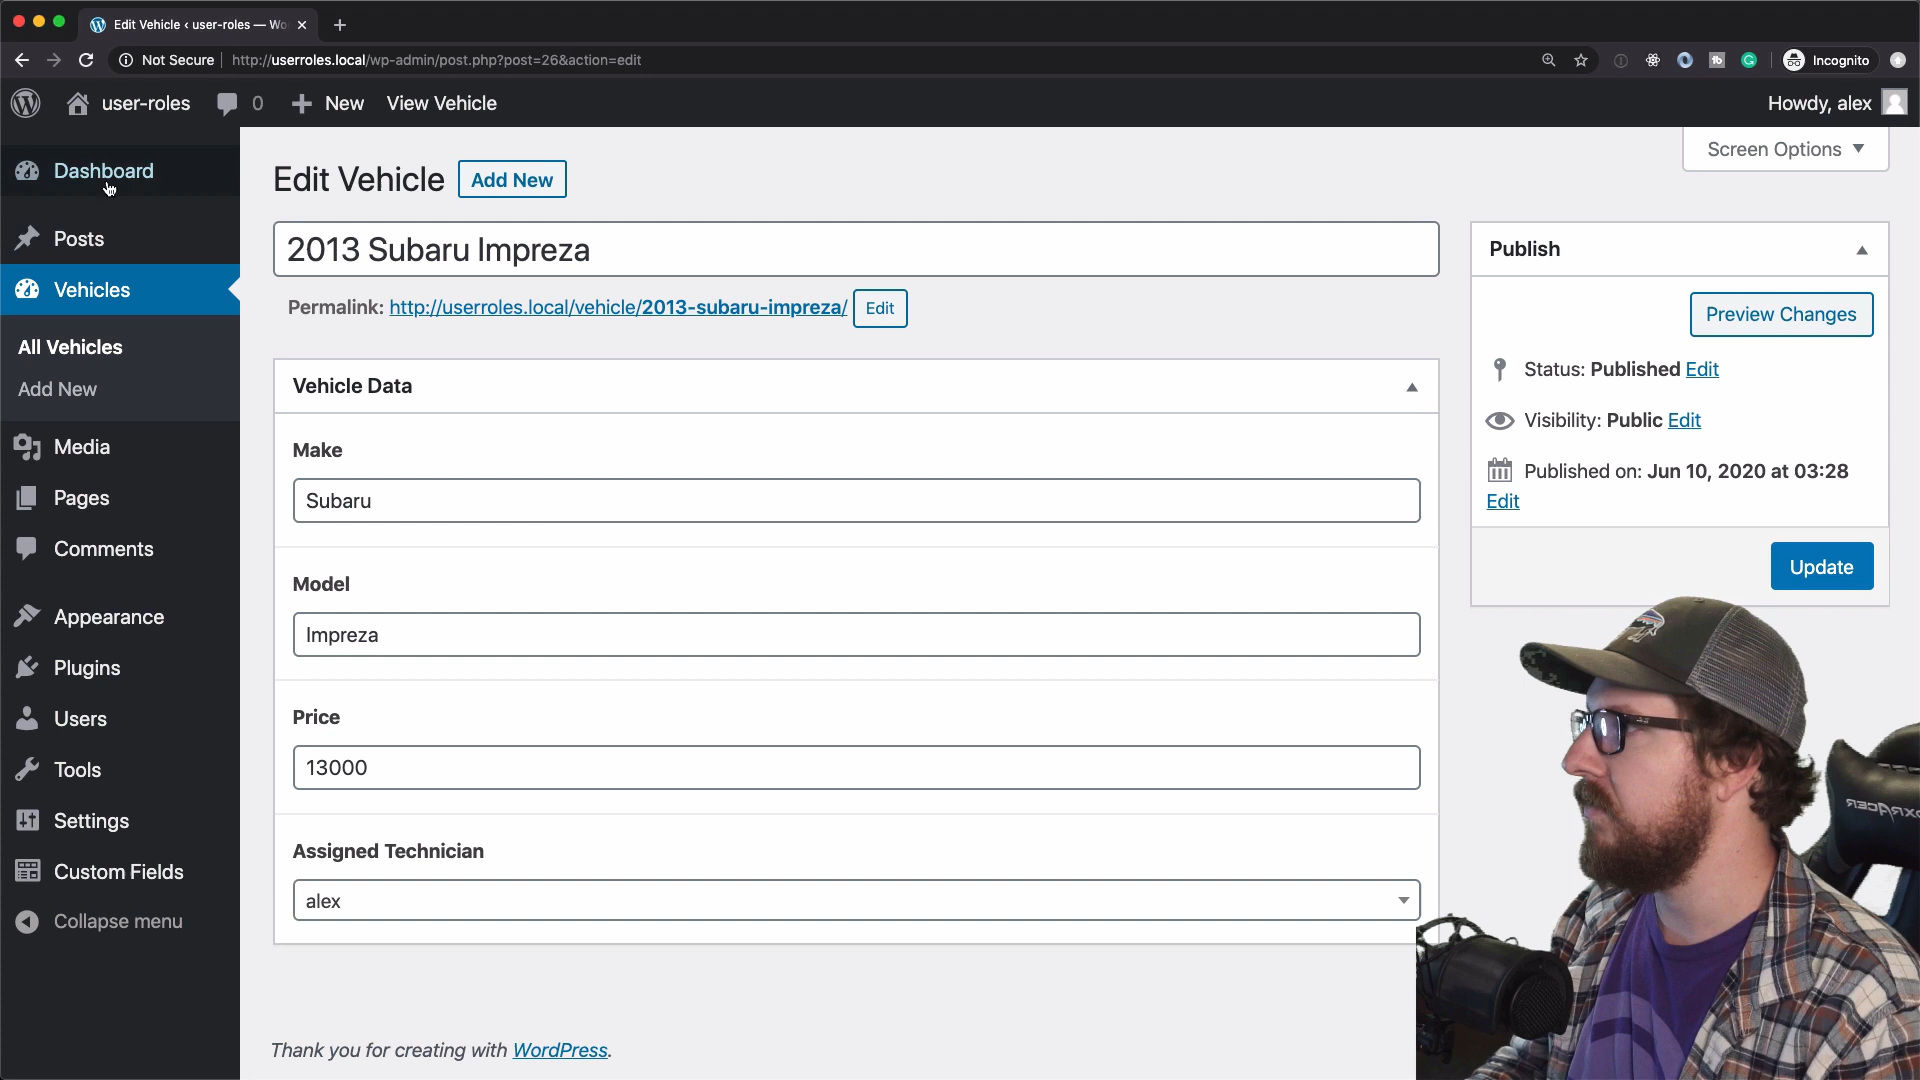 Edit Vehicle ‹ user-roles — Wo
Not Secure http://userroles.local/wp-admin/post.php?post=26&action=edit
Incognito
user-roles 0 New View Vehicle Howdy, alex
Screen Options
Dashboard
Posts
Vehicles
All Vehicles
Add New
Media
Pages
Comments
Appearance
Plugins
Users
Tools
Settings
Custom Fields
Collapse menu
Edit Vehicle Add New
2013 Subaru Impreza
Permalink: http://userroles.local/vehicle/2013-subaru-impreza/ Edit
Vehicle Data
Make
Subaru
Model
Impreza
Price
13000
Assigned Technician
alex
Thank you for creating with WordPress.
Publish
Preview Changes
Status: Published Edit
Visibility: Public Edit
Published on: Jun 10, 2020 at 03:28
Edit
Update